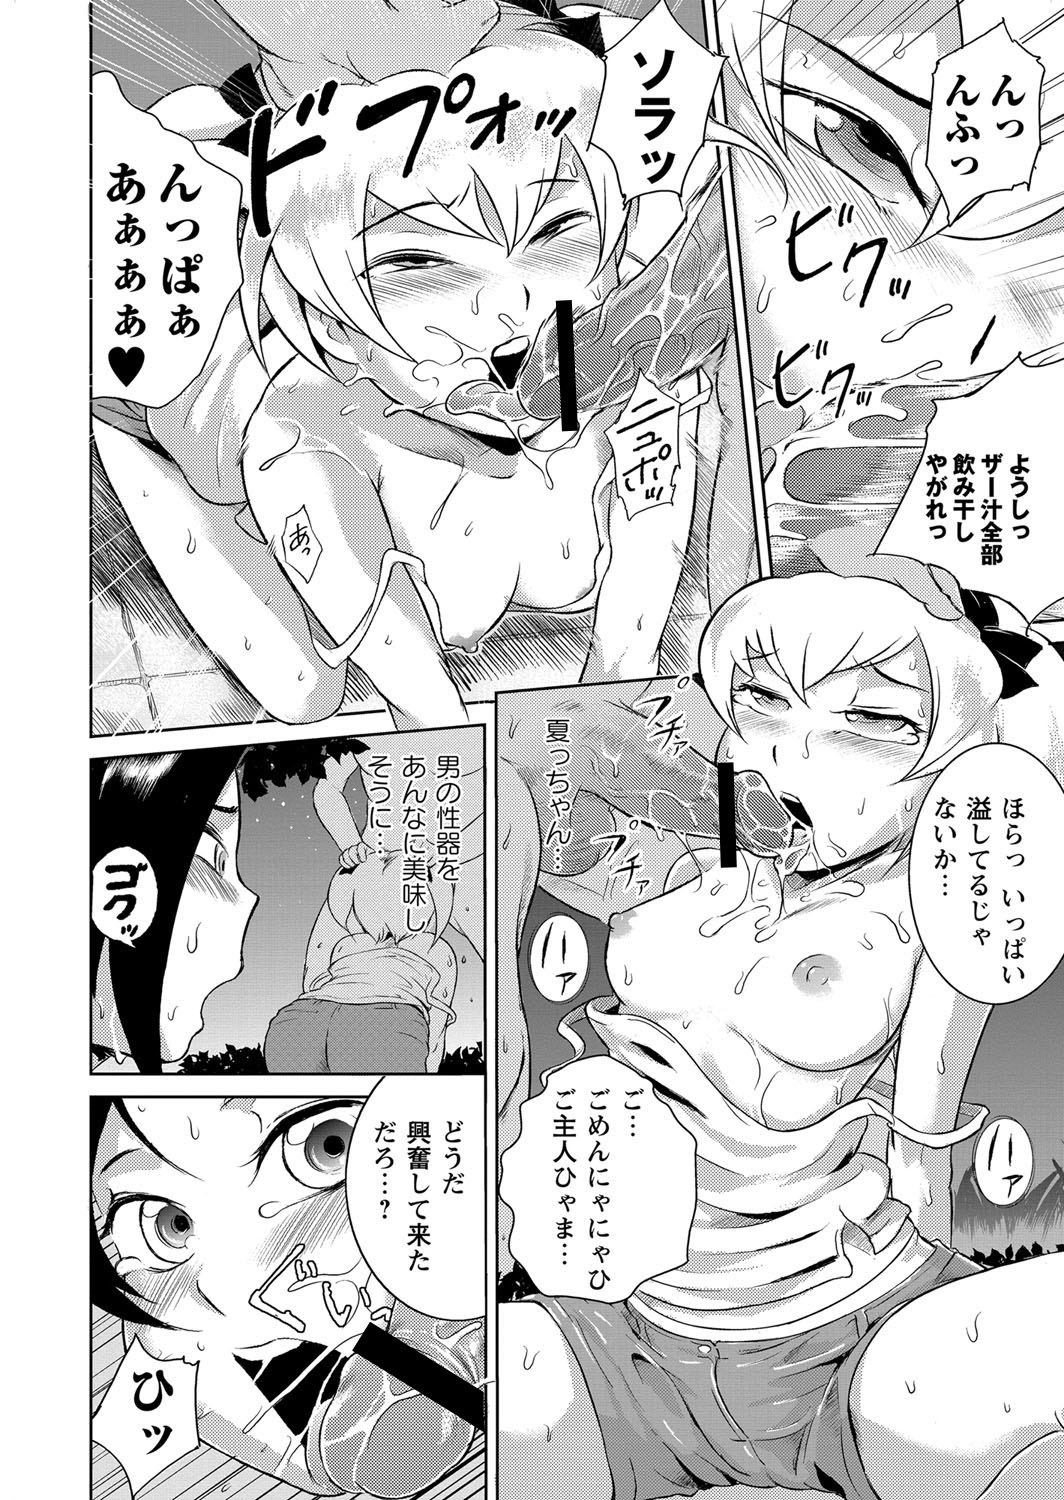 んっ
んふっ
ビクッ
ビクッ
ようしっ
ザー汁全部
飲み干し
やがれっ
ソラッ
ドプォッ
ニュポッ
んっぱぁ
あぁぁぁぁ♥
あっ
ほらっ いっぱい
溢してるじゃ
ないか…
プチァ
プチァ
夏っちゃん…
ハァ
ハァ
ご…
ごめんにゃにゃひ
ご主人ひゃま…
男の性器を
あんなに美味し
そうに…
ゴクッ
どうだ
興奮して来た
だろ…?
ヒッ